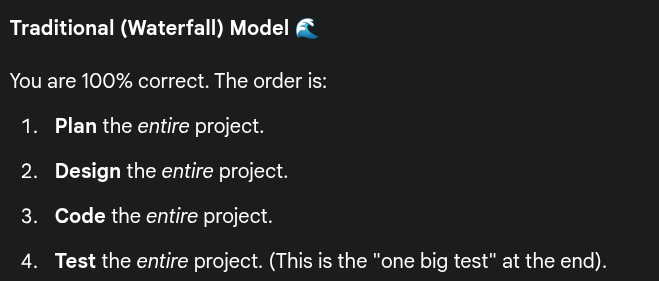 Traditional (Waterfall) Model 🌊
You are 100% correct. The order is:
1. Plan the entire project.
2. Design the entire project.
3. Code the entire project.
4. Test the entire project. (This is the "one big test" at the end).